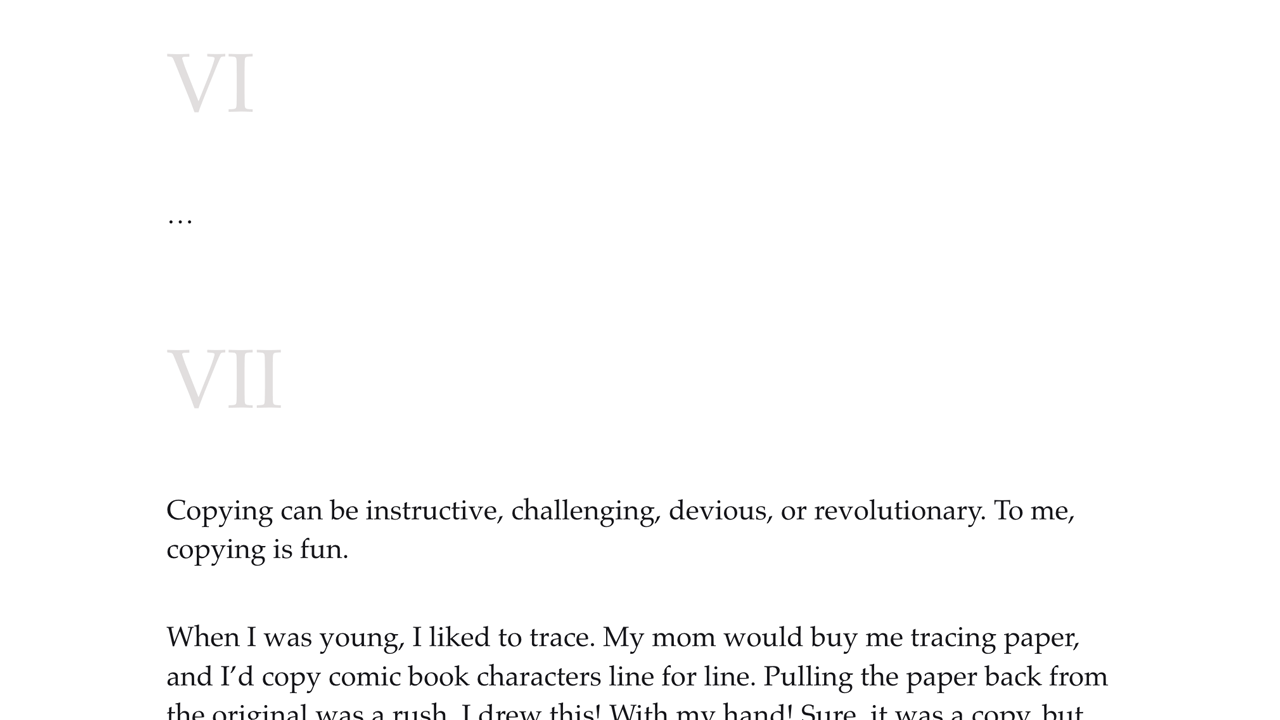 VI
…
VII
Copying can be instructive, challenging, devious, or revolutionary. To me,
copying is fun.
When I was young, I liked to trace. My mom would buy me tracing paper,
and I’d copy comic book characters line for line. Pulling the paper back from
the original was a rush. I drew this! With my hand! Sure, it was a copy, but